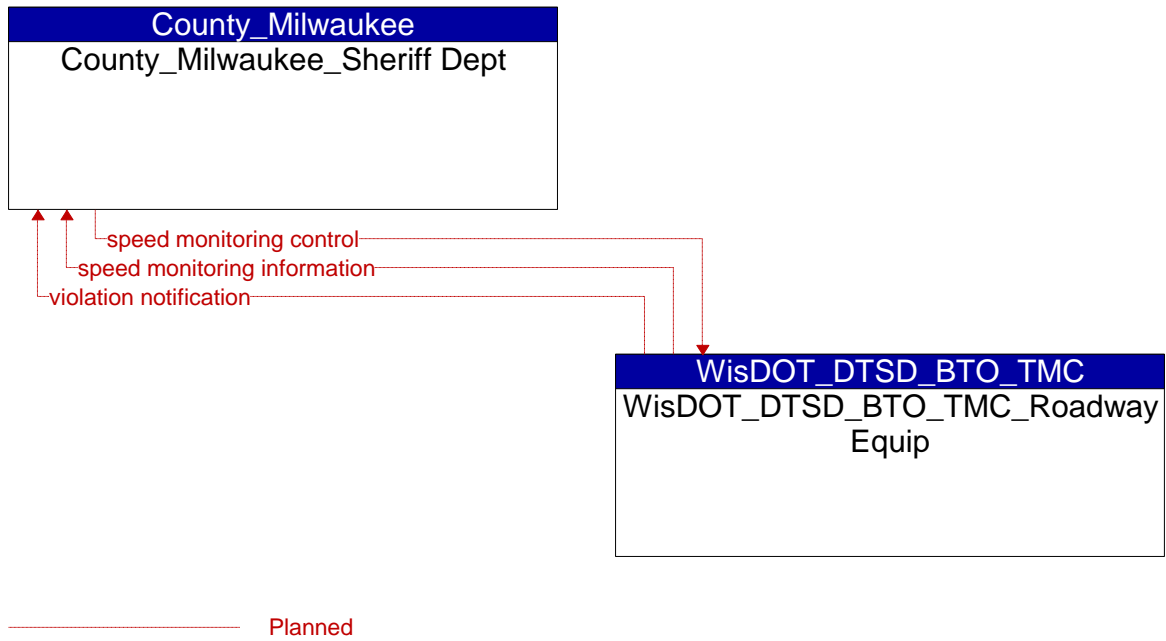 County_Milwaukee
County_Milwaukee_Sheriff Dept
speed monitoring control
speed monitoring information
violation notification
WisDOT_DTSD_BTO_TMC
WisDOT_DTSD_BTO_TMC_Roadway
Equip
Planned